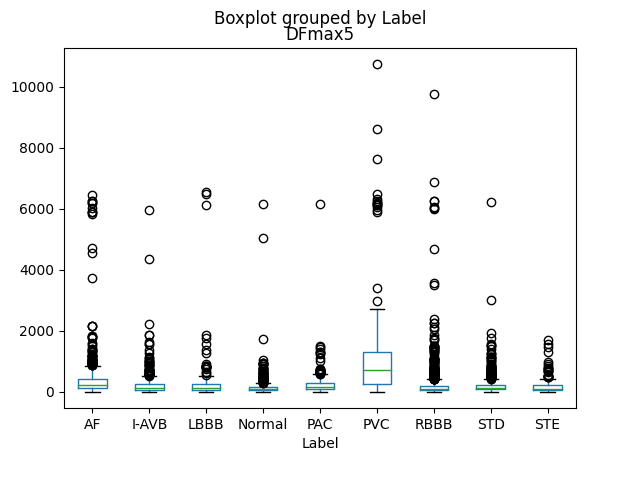 Boxplot grouped by Label
DFmax5
10000
8000
6000
4000
2000
0
AF I-AVB LBBB Normal PAC PVC RBBB STD STE
Label